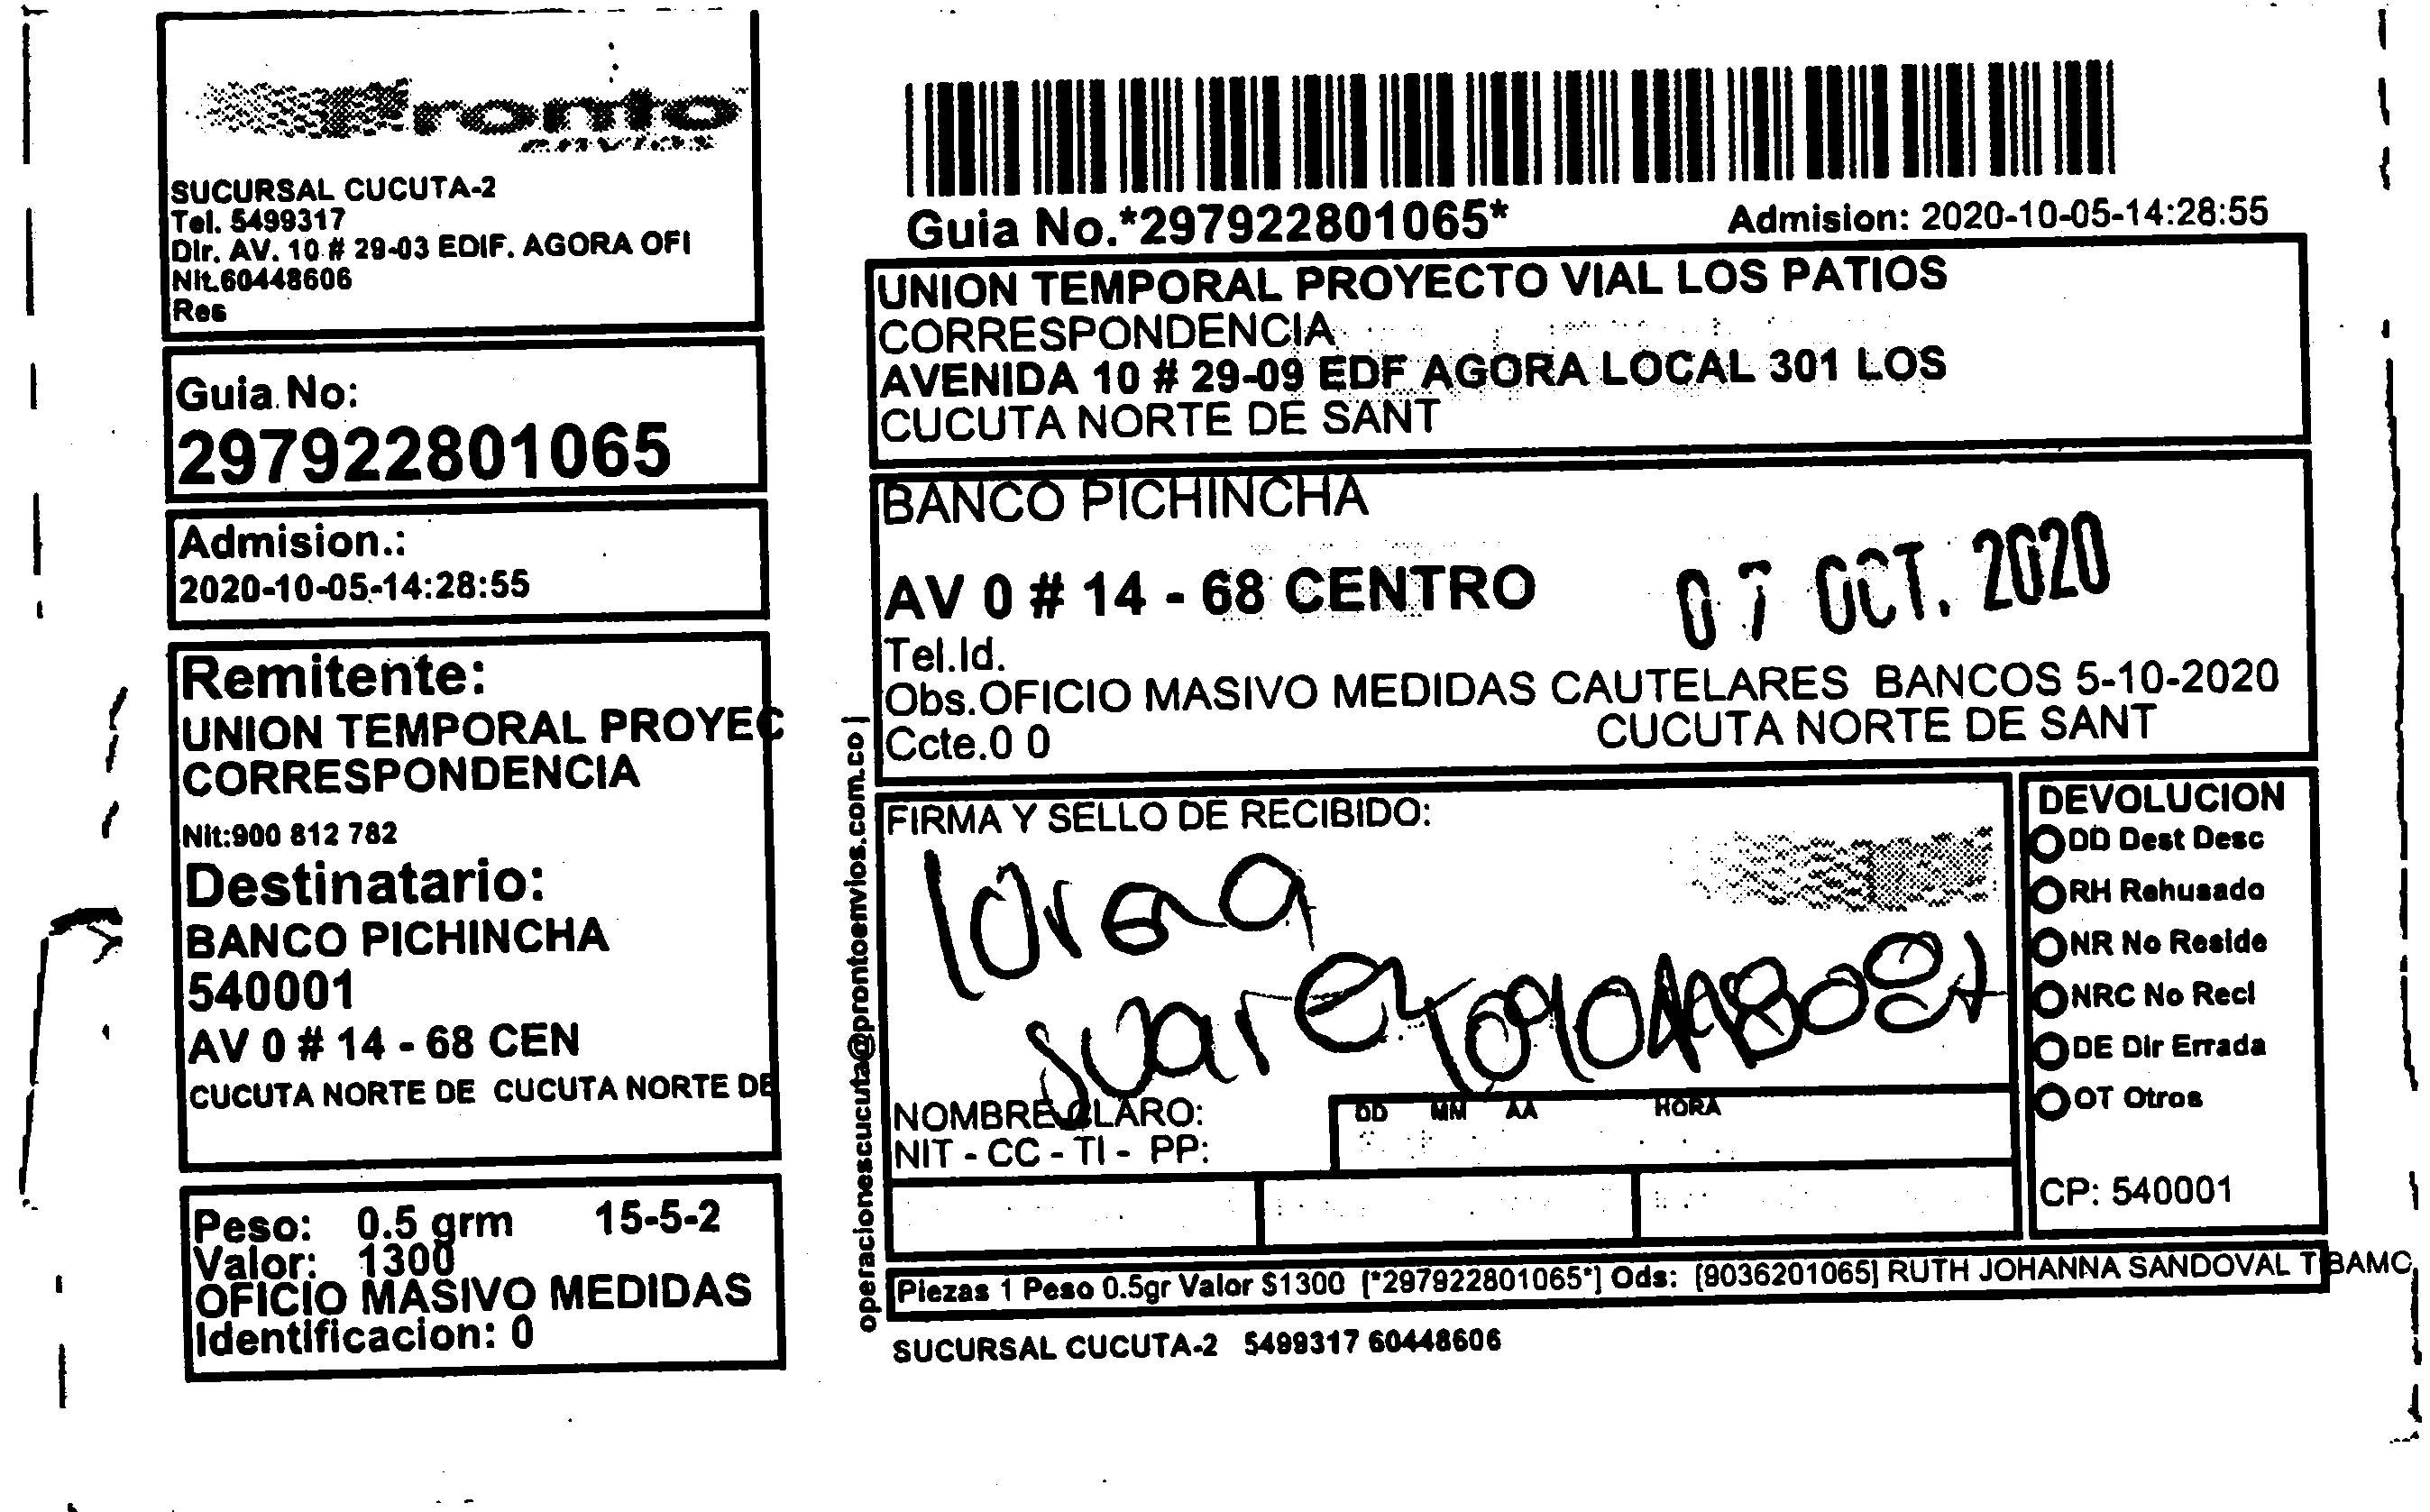 Pronto
envios
SUCURSAL CUCUTA-2
Tel. 5499317
Dir. AV. 10 # 29-03 EDIF. AGORA OFI
Nit.60448606
Res
Guia No:
297922801065
Admision.:
2020-10-05-14:28:55
Remitente:
UNION TEMPORAL PROYEC
CORRESPONDENCIA
Nit:900 812 782
Destinatario:
BANCO PICHINCHA
540001
AV 0 # 14 - 68 CEN
CUCUTA NORTE DE CUCUTA NORTE DE
Peso: 0.5 grm 15-5-2
Valor: 1300
OFICIO MASIVO MEDIDAS
Identificacion: 0
operacionescucuta@prontoenvios.com.co |
Guia No.*297922801065* Admision: 2020-10-05-14:28:55
UNION TEMPORAL PROYECTO VIAL LOS PATIOS
CORRESPONDENCIA
AVENIDA 10 # 29-09 EDF AGORA LOCAL 301 LOS
CUCUTA NORTE DE SANT
BANCO PICHINCHA
AV 0 # 14 - 68 CENTRO
07 OCT. 2020
Tel.Id.
Obs.OFICIO MASIVO MEDIDAS CAUTELARES BANCOS 5-10-2020
Ccte.0 0 CUCUTA NORTE DE SANT
FIRMA Y SELLO DE RECIBIDO:
lorena
suarez
NOMBRE CLARO:
NIT - CC - TI - PP:
DD MM AA HORA
DEVOLUCION
DD Dest Desc
RH Rehusado
NR No Reside
NRC No Recl
DE Dir Errada
OT Otros
CP: 540001
Piezas 1 Peso 0.5gr Valor $1300 [*297922801065*] Ods: [9036201065] RUTH JOHANNA SANDOVAL TBAMC
SUCURSAL CUCUTA-2 5499317 60448606